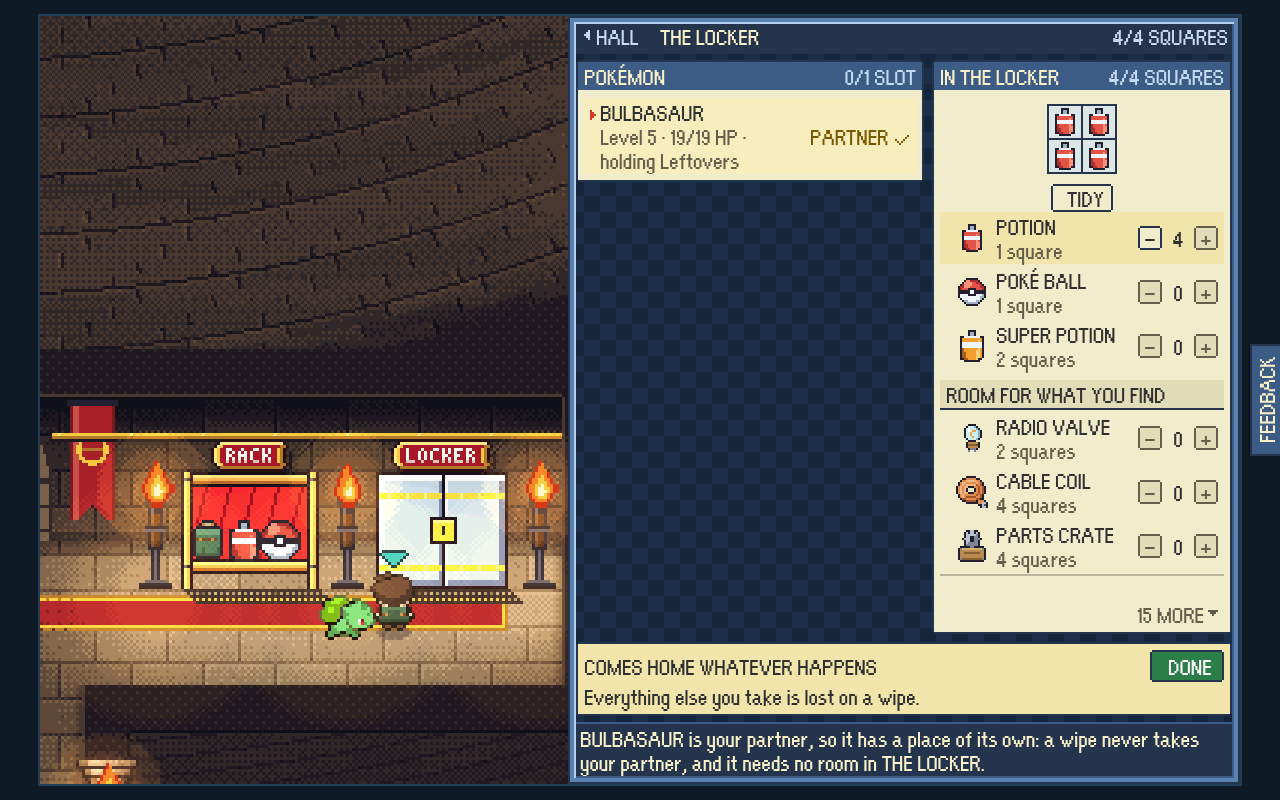 HALL THE LOCKER 4/4 SQUARES
POKÉMON 0/1 SLOT
BULBASAUR
Level 5 · 19/19 HP · PARTNER
holding Leftovers
IN THE LOCKER 4/4 SQUARES
TIDY
POTION
1 square
− 4 +
POKÉ BALL
1 square
− 0 +
SUPER POTION
2 squares
− 0 +
ROOM FOR WHAT YOU FIND
RADIO VALVE
2 squares
− 0 +
CABLE COIL
4 squares
− 0 +
PARTS CRATE
4 squares
− 0 +
15 MORE
RACK
LOCKER
COMES HOME WHATEVER HAPPENS
DONE
Everything else you take is lost on a wipe.
BULBASAUR is your partner, so it has a place of its own: a wipe never takes
your partner, and it needs no room in THE LOCKER.
FEEDBACK